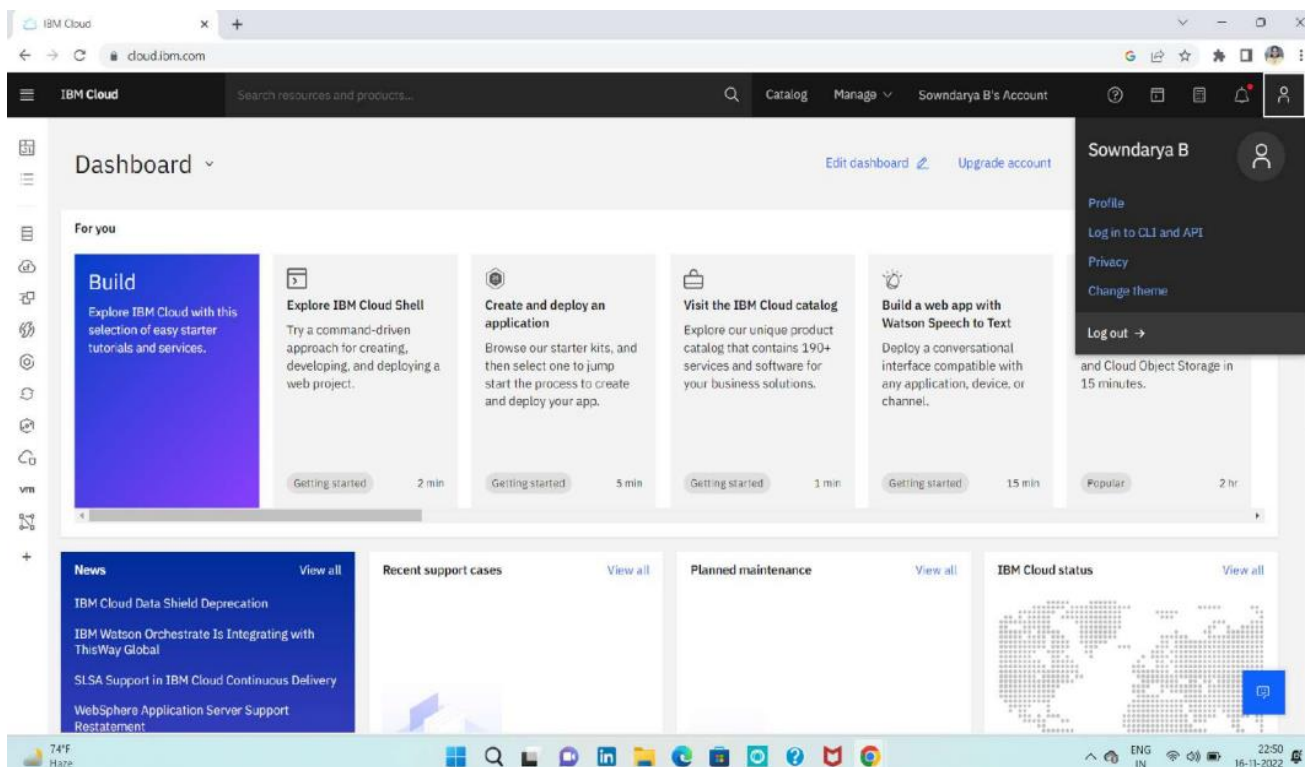 IBM Cloud
cloud.ibm.com
IBM Cloud
Search resources and products...
Catalog
Manage
Sowndarya B's Account
Dashboard
Edit dashboard
Upgrade account
Sowndarya B
Profile
Log in to CLI and API
Privacy
Change theme
Log out →
For you
Build
Explore IBM Cloud with this
selection of easy starter
tutorials and services.
Explore IBM Cloud Shell
Try a command-driven
approach for creating,
developing, and deploying a
web project.
Getting started
2 min
Create and deploy an
application
Browse our starter kits, and
then select one to jump
start the process to create
and deploy your app.
Getting started
5 min
Visit the IBM Cloud catalog
Explore our unique product
catalog that contains 190+
services and software for
your business solutions.
Getting started
1 min
Build a web app with
Watson Speech to Text
Deploy a conversational
interface compatible with
any application, device, or
channel.
Getting started
15 min
and Cloud Object Storage in
15 minutes.
Popular
2 hr
vm
News
View all
IBM Cloud Data Shield Deprecation
IBM Watson Orchestrate Is Integrating with
ThisWay Global
SLSA Support in IBM Cloud Continuous Delivery
WebSphere Application Server Support
Restatement
Recent support cases
View all
Planned maintenance
View all
IBM Cloud status
View all
74°F
Haze
ENG
IN
22:50
16-11-2022